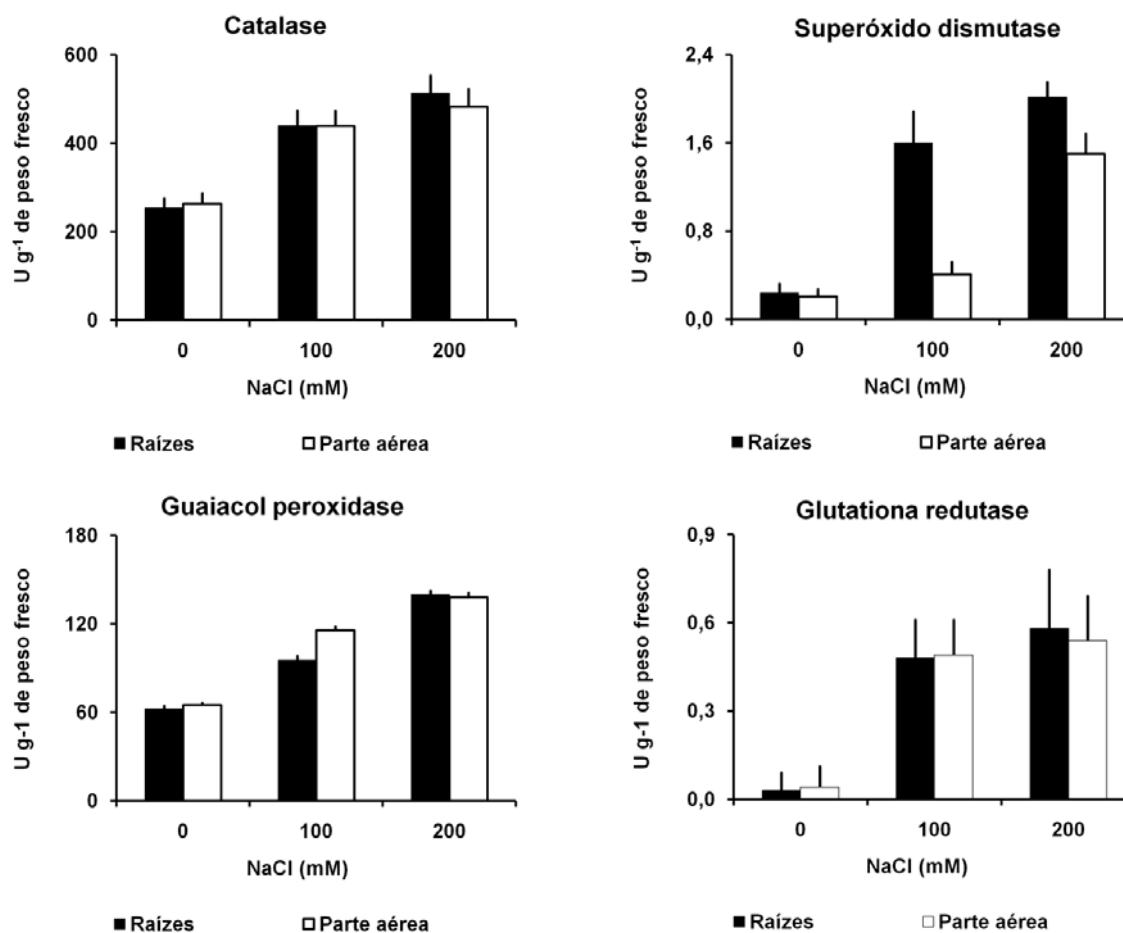 Catalase
600
400
200
0
U g⁻¹ de peso fresco
0 100 200
NaCl (mM)
Raízes Parte aérea
Superóxido dismutase
2,4
1,6
0,8
0,0
U g⁻¹ de peso fresco
0 100 200
NaCl (mM)
Raízes Parte aérea
Guaiacol peroxidase
180
120
60
0
U g-1 de peso fresco
0 100 200
NaCl (mM)
Raízes Parte aérea
Glutationa redutase
0,9
0,6
0,3
0,0
U g-1 de peso fresco
0 100 200
NaCl (mM)
Raízes Parte aérea